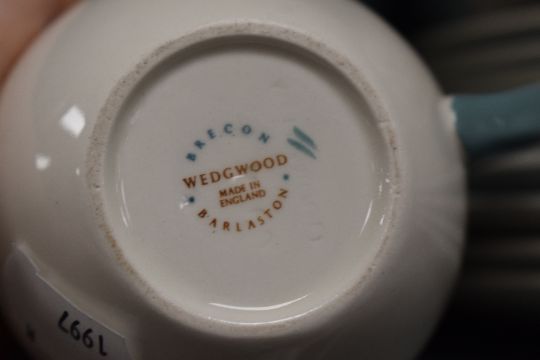 BRECON
WEDGWOOD
MADE IN
ENGLAND
BARLASTON
1997